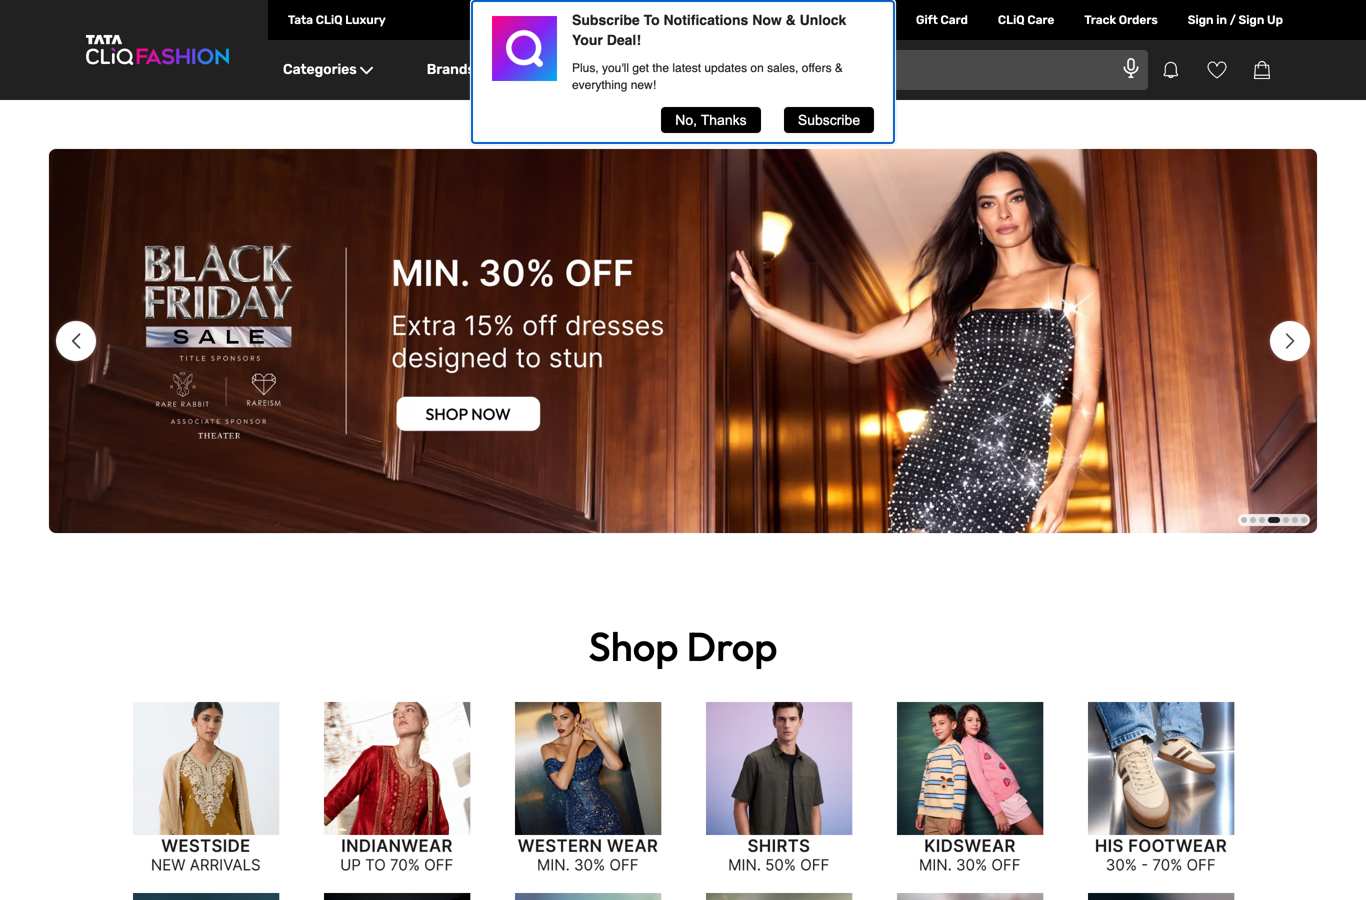 Tata CLiQ Luxury
Gift Card
CLiQ Care
Track Orders
Sign in / Sign Up
TATA
CLiQ FASHION
Categories
Brands
Subscribe To Notifications Now & Unlock
Your Deal!
Plus, you'll get the latest updates on sales, offers &
everything new!
No, Thanks
Subscribe
BLACK
FRIDAY
SALE
TITLE SPONSORS
RARE RABBIT
RAREISM
ASSOCIATE SPONSOR
THEATER
MIN. 30% OFF
Extra 15% off dresses
designed to stun
SHOP NOW
Shop Drop
WESTSIDE
NEW ARRIVALS
INDIANWEAR
UP TO 70% OFF
WESTERN WEAR
MIN. 30% OFF
SHIRTS
MIN. 50% OFF
KIDSWEAR
MIN. 30% OFF
HIS FOOTWEAR
30% - 70% OFF